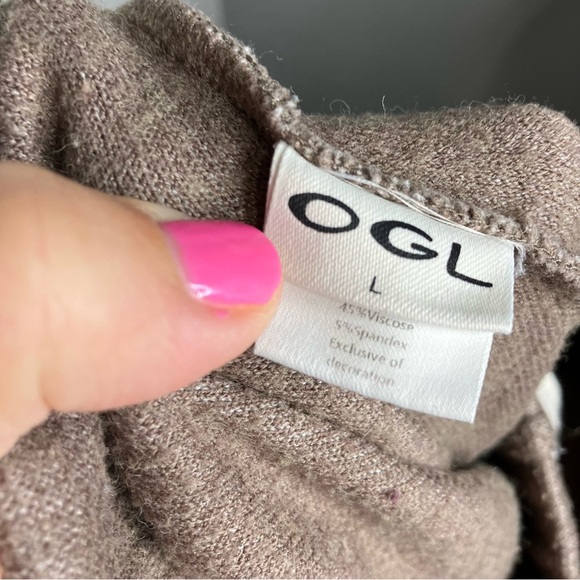 OGL
L
45%Viscose
5%Spandex
Exclusive of
decoration